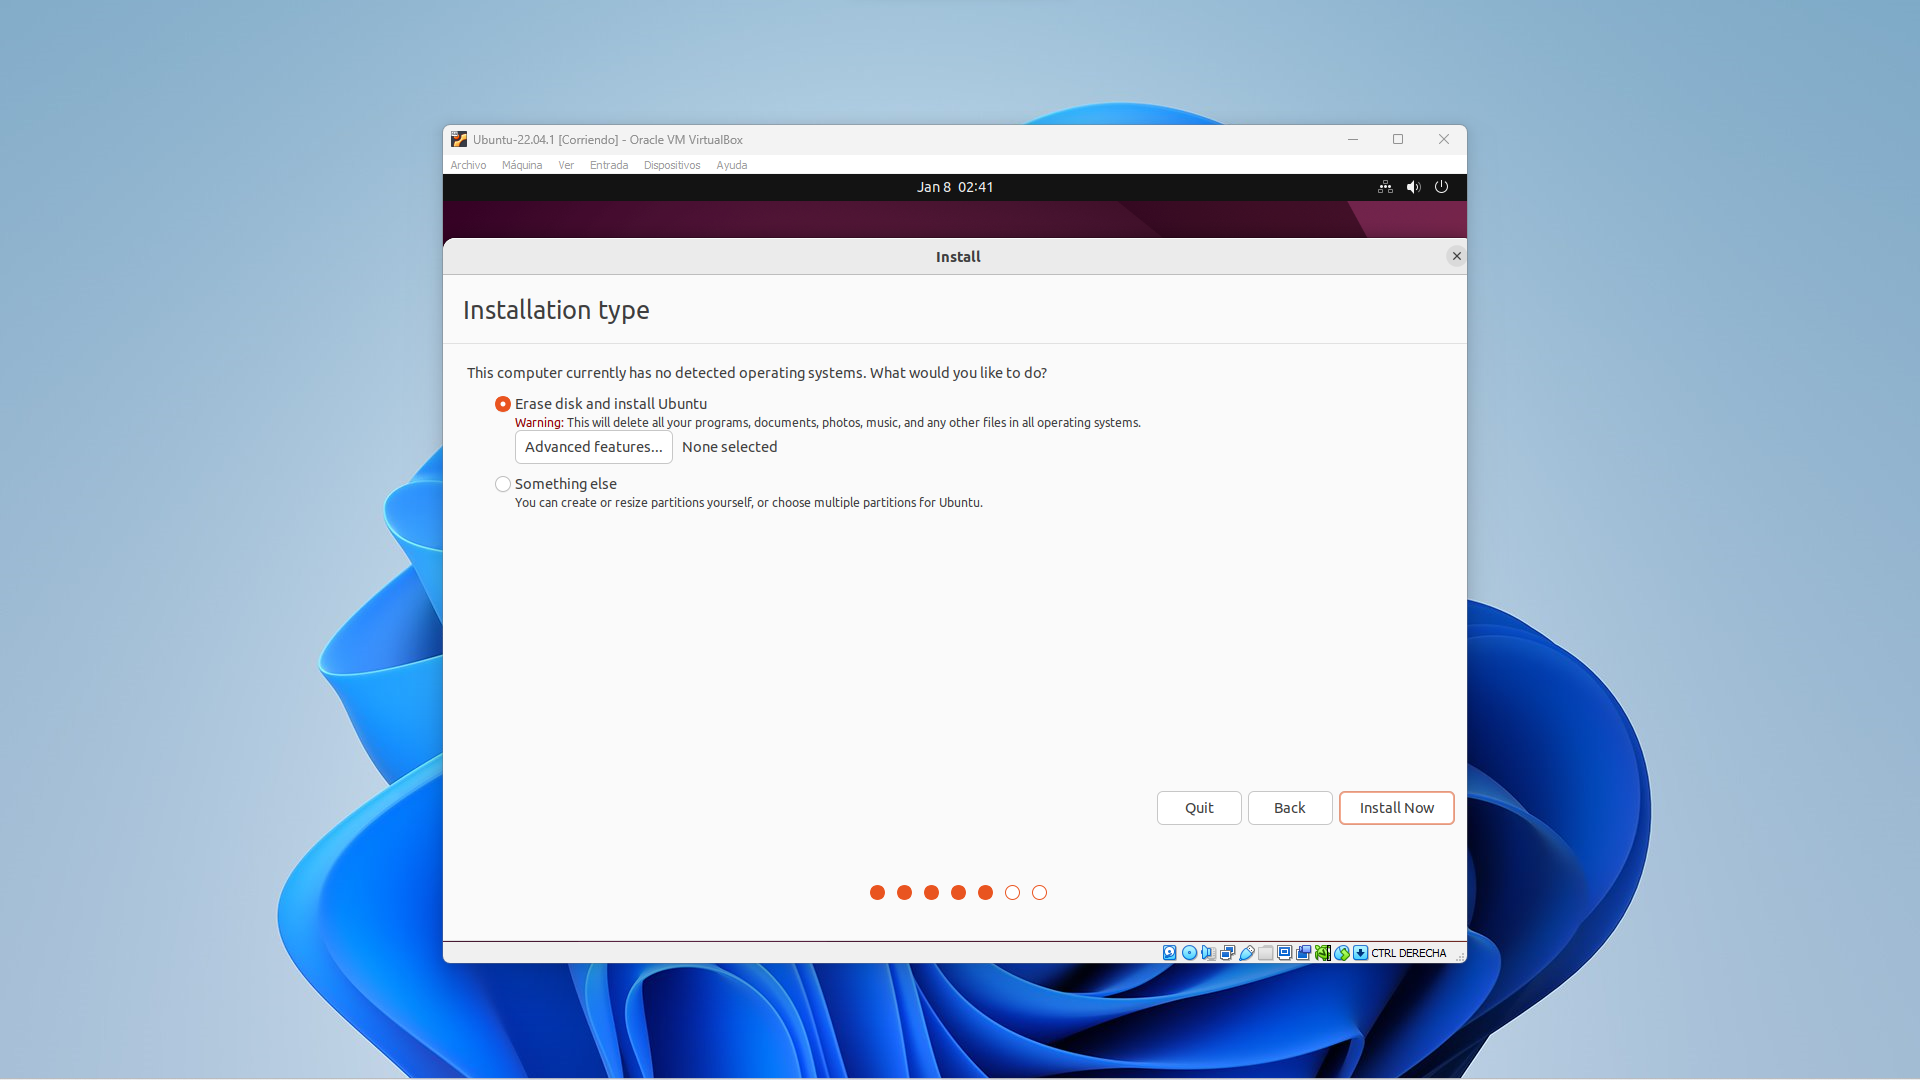 Ubuntu-22.04.1 [Corriendo] - Oracle VM VirtualBox
Archivo Máquina Ver Entrada Dispositivos Ayuda
Jan 8 02:41
Install
Installation type
This computer currently has no detected operating systems. What would you like to do?
Erase disk and install Ubuntu
Warning: This will delete all your programs, documents, photos, music, and any other files in all operating systems.
Advanced features... None selected
Something else
You can create or resize partitions yourself, or choose multiple partitions for Ubuntu.
Quit Back Install Now
CTRL DERECHA